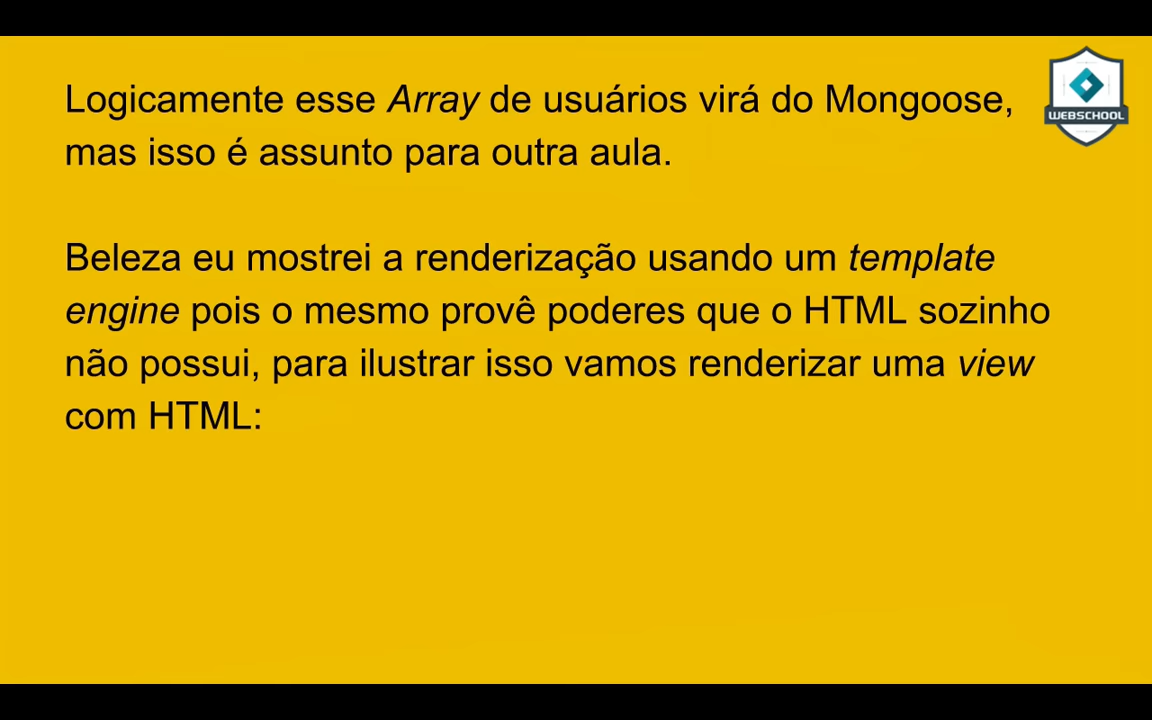 Logicamente esse Array de usuários virá do Mongoose,
mas isso é assunto para outra aula.
WEBSCHOOL
Beleza eu mostrei a renderização usando um template
engine pois o mesmo provê poderes que o HTML sozinho
não possui, para ilustrar isso vamos renderizar uma view
com HTML: